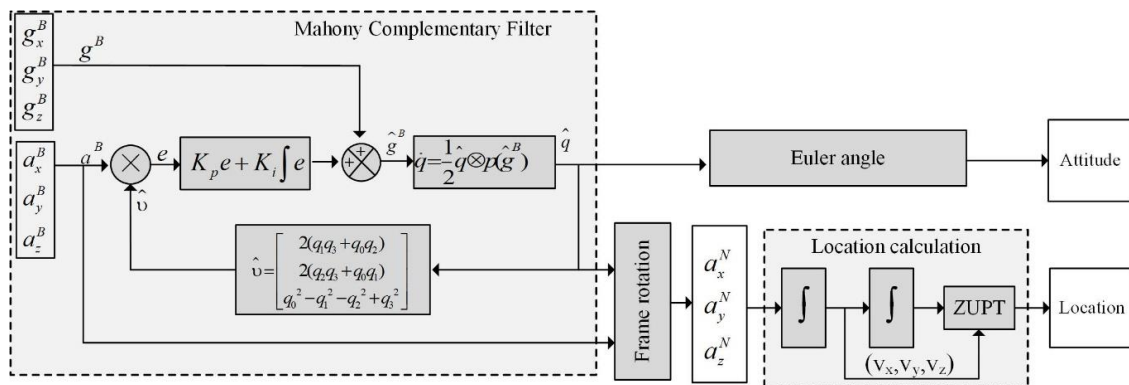 Mahony Complementary Filter
g_x^B
g_y^B
g_z^B
g^B
a_x^B
a_y^B
a_z^B
a^B
×
e
K_p e + K_i ∫ e
+
+
ĝ^B
q̇ = 1/2 q̂ ⊗ p(ĝ^B)
q̂
Euler angle
Attitude
υ̂
υ̂ = [
2(q_1q_3 + q_0q_2)
2(q_2q_3 + q_0q_1)
q_0^2 − q_1^2 − q_2^2 + q_3^2
]
Frame rotation
a_x^N
a_y^N
a_z^N
Location calculation
∫
∫
ZUPT
(v_x,v_y,v_z)
Location